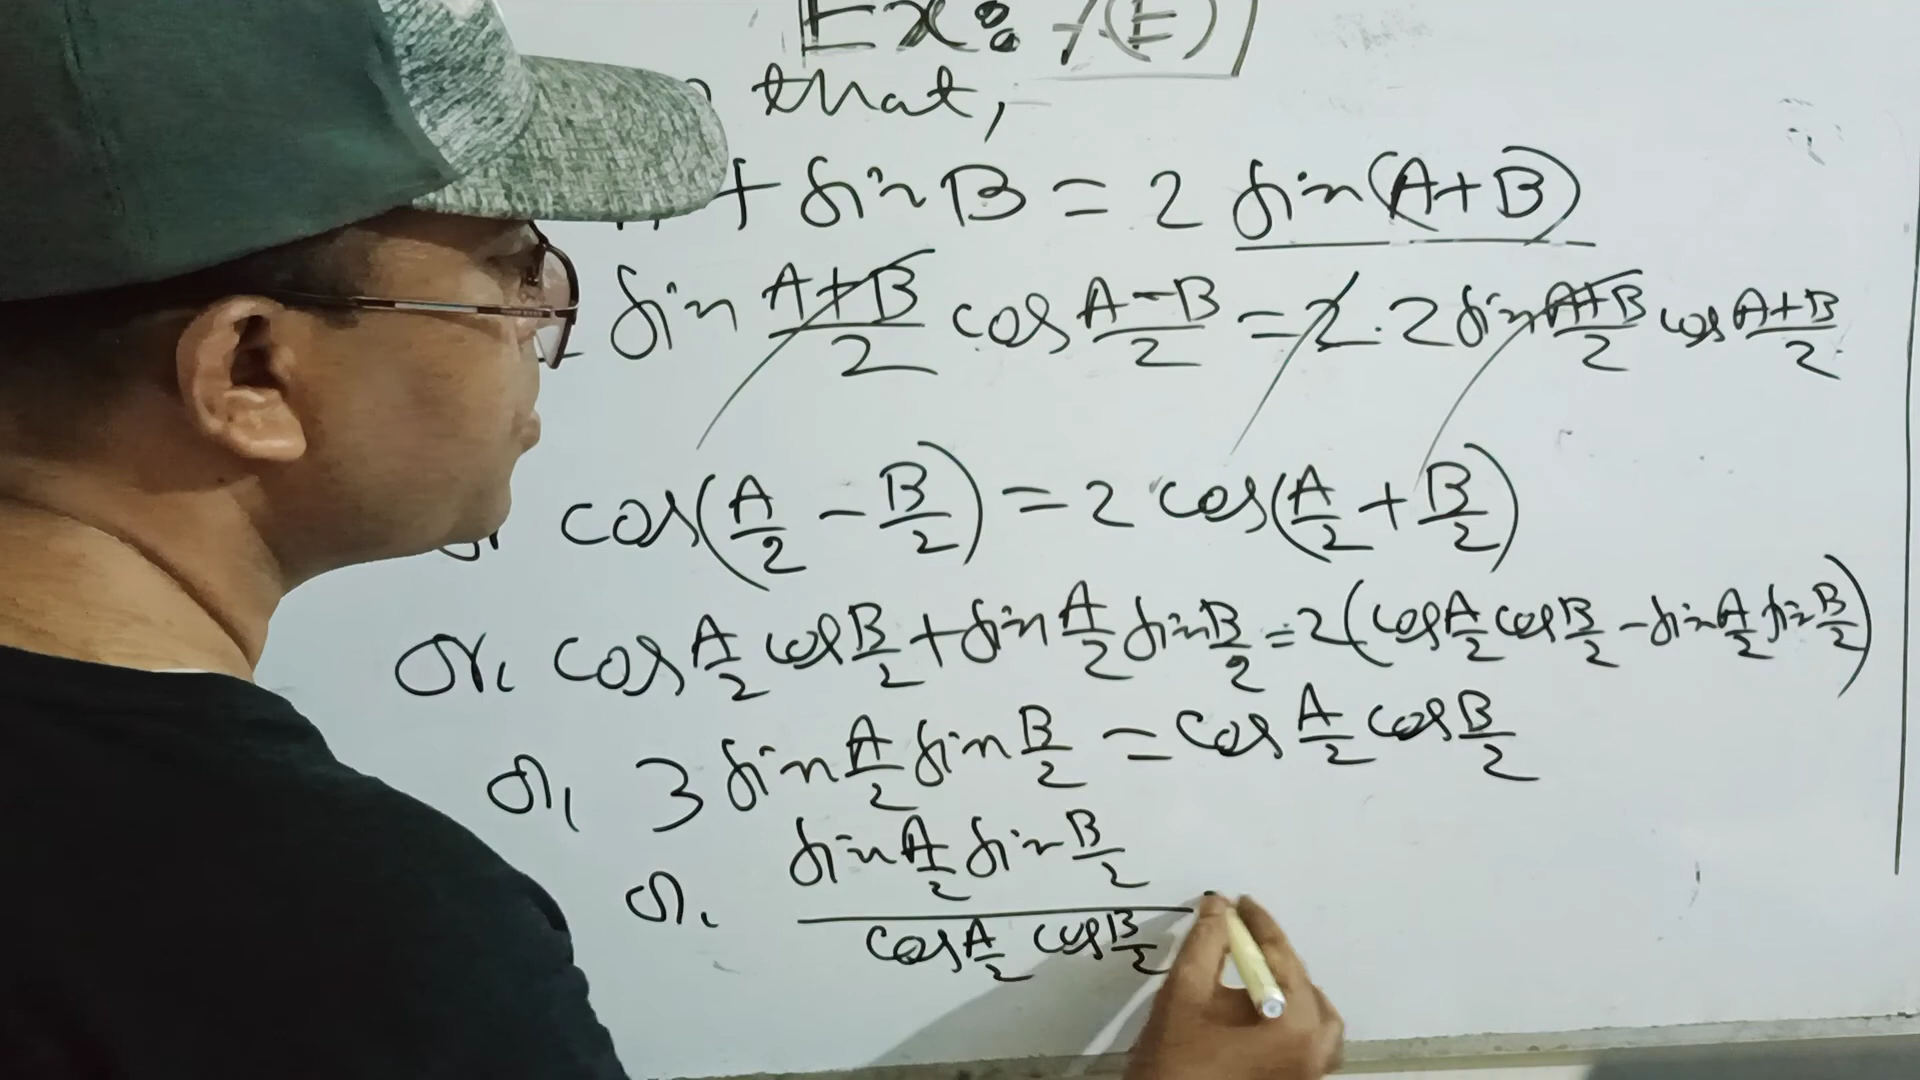 Ex: 7(E)
that,
+ sin B = 2 sin(A+B)
sin A+B/2 cos A-B/2 = 2 . 2 sin A+B/2 cos A+B/2
or cos(A/2 - B/2) = 2 cos(A/2 + B/2)
or, cos A/2 cos B/2 + sin A/2 sin B/2 = 2(cos A/2 cos B/2 - sin A/2 sin B/2)
or, 3 sin A/2 sin B/2 = cos A/2 cos B/2
or, sin A/2 sin B/2 / cos A/2 cos B/2